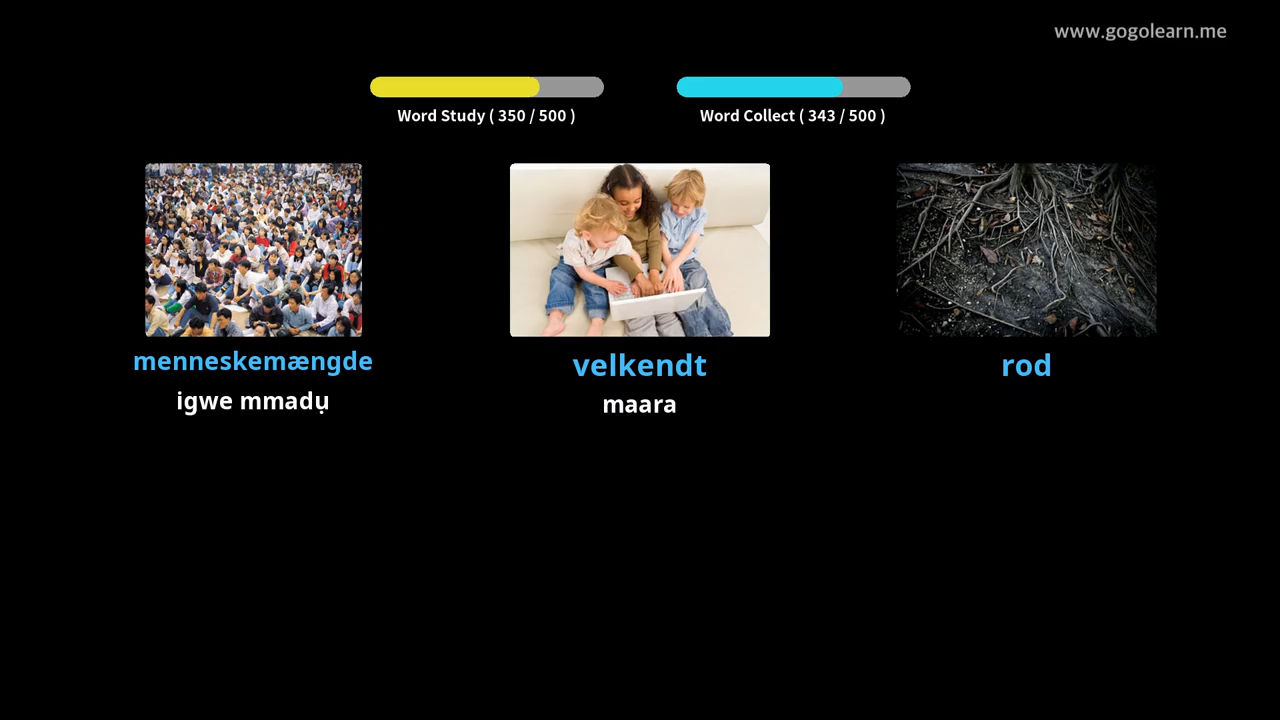 www.gogolearn.me
Word Study ( 350 / 500 )
Word Collect ( 343 / 500 )
menneskemængde
igwe mmadụ
velkendt
maara
rod